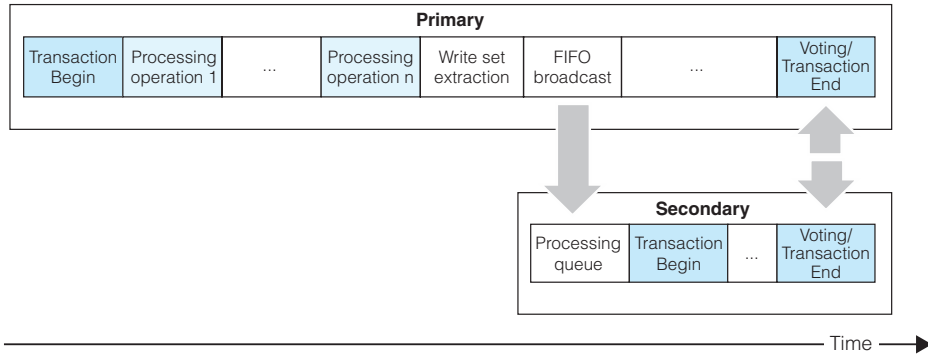 Primary
Transaction
Begin
Processing
operation 1
...
Processing
operation n
Write set
extraction
FIFO
broadcast
...
Voting/
Transaction
End
Secondary
Processing
queue
Transaction
Begin
...
Voting/
Transaction
End
Time